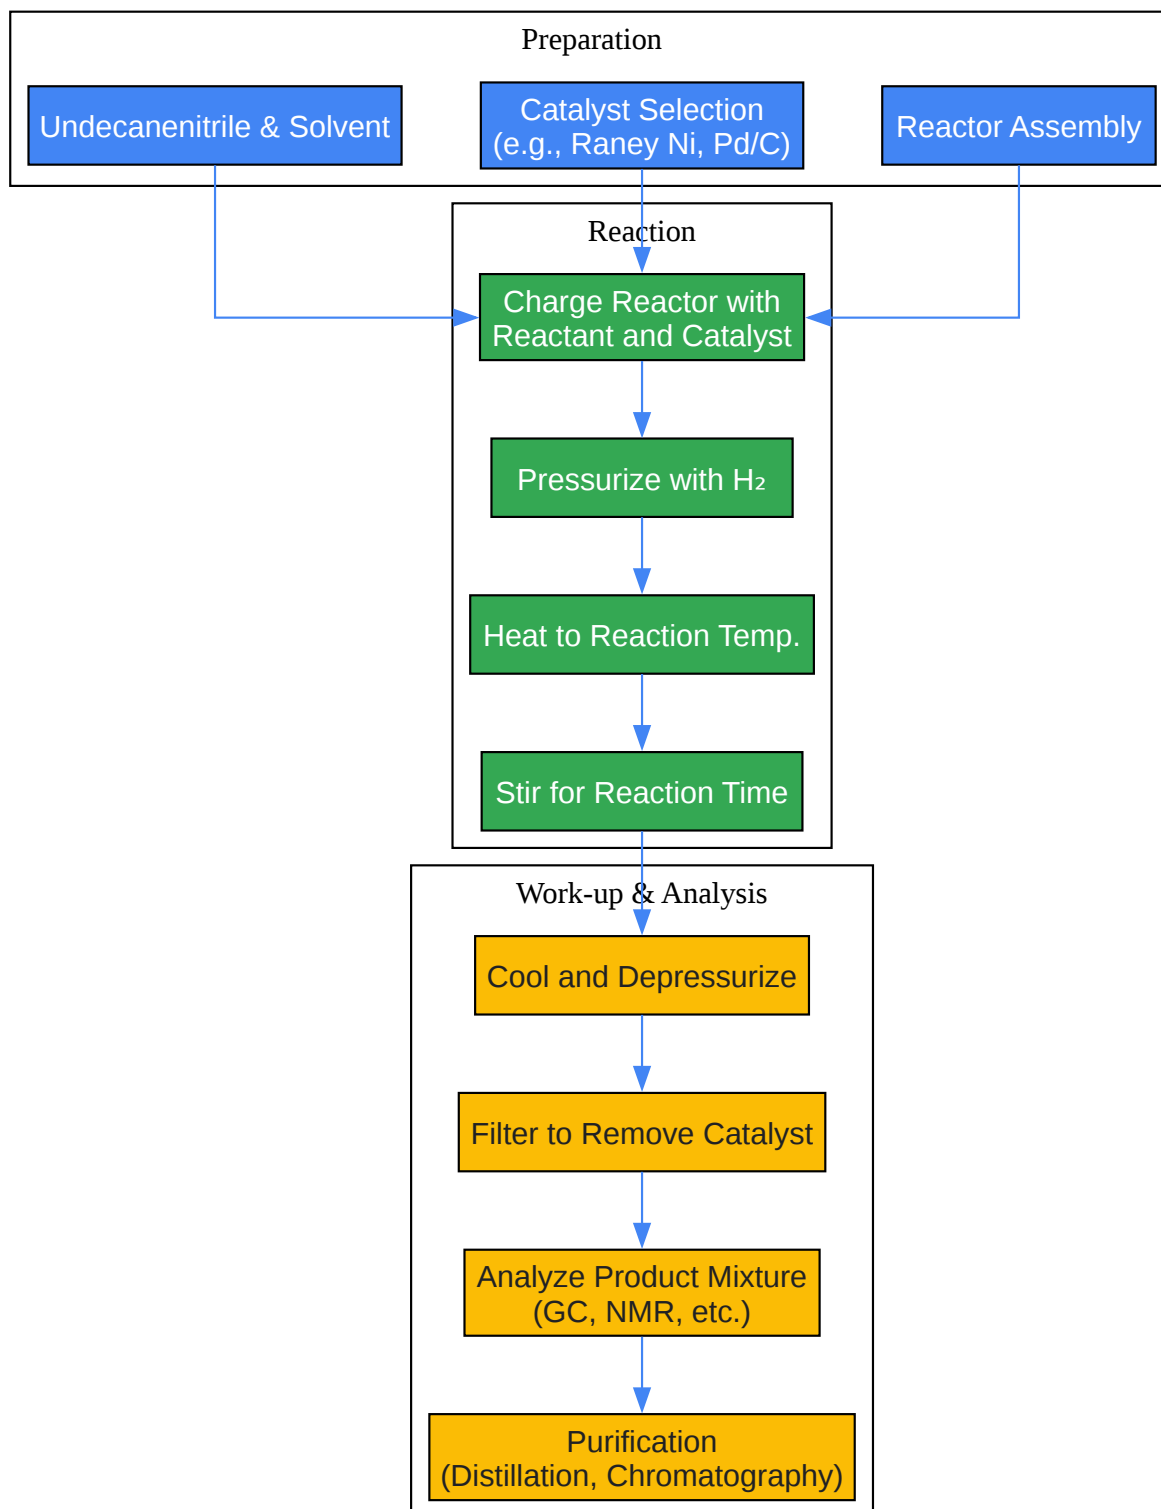 Preparation
Undecanenitrile & Solvent
Catalyst Selection
(e.g., Raney Ni, Pd/C)
Reactor Assembly
Reaction
Charge Reactor with
Reactant and Catalyst
Pressurize with H₂
Heat to Reaction Temp.
Stir for Reaction Time
Work-up & Analysis
Cool and Depressurize
Filter to Remove Catalyst
Analyze Product Mixture
(GC, NMR, etc.)
Purification
(Distillation, Chromatography)